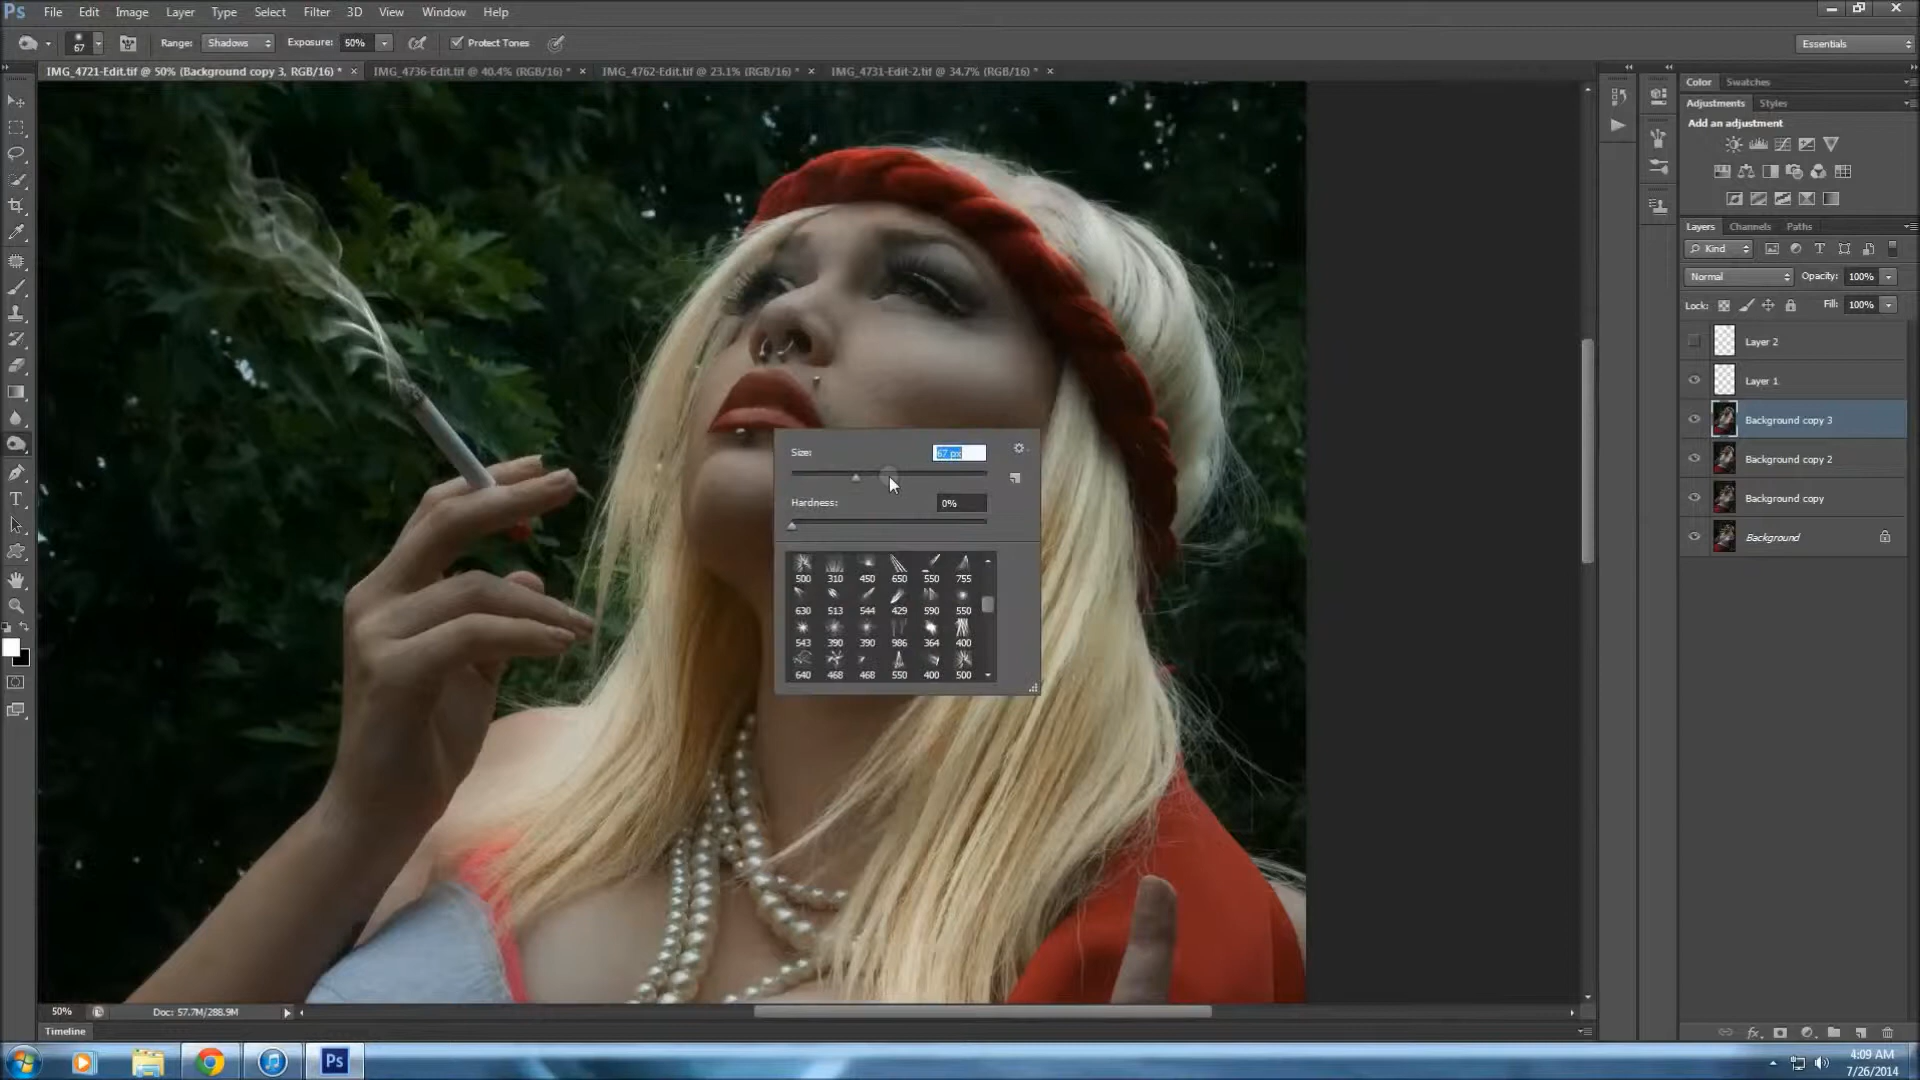 Ps File Edit Image Layer Type Select Filter 3D View Window Help
67 Range: Shadows Exposure: 50% Protect Tones Essentials
IMG_4721-Edit.tif @ 50% (Background copy 3, RGB/16) * × IMG_4736-Edit.tif @ 40.4% (RGB/16) * × IMG_4762-Edit.tif @ 23.1% (RGB/16) * × IMG_4731-Edit-2.tif @ 34.7% (RGB/16) * ×
Color Swatches
Adjustments Styles
Add an adjustment
Layers Channels Paths
Kind
Normal Opacity: 100%
Lock: Fill: 100%
Layer 2
Layer 1
Background copy 3
Background copy 2
Background copy
Background
Size: 67 px
Hardness: 0%
500 310 450 650 550 755
630 513 544 429 590 550
543 390 390 986 364 400
640 468 468 550 400 500
50% Doc: 57.7M/288.9M
Timeline
Ps
4:09 AM
7/26/2014